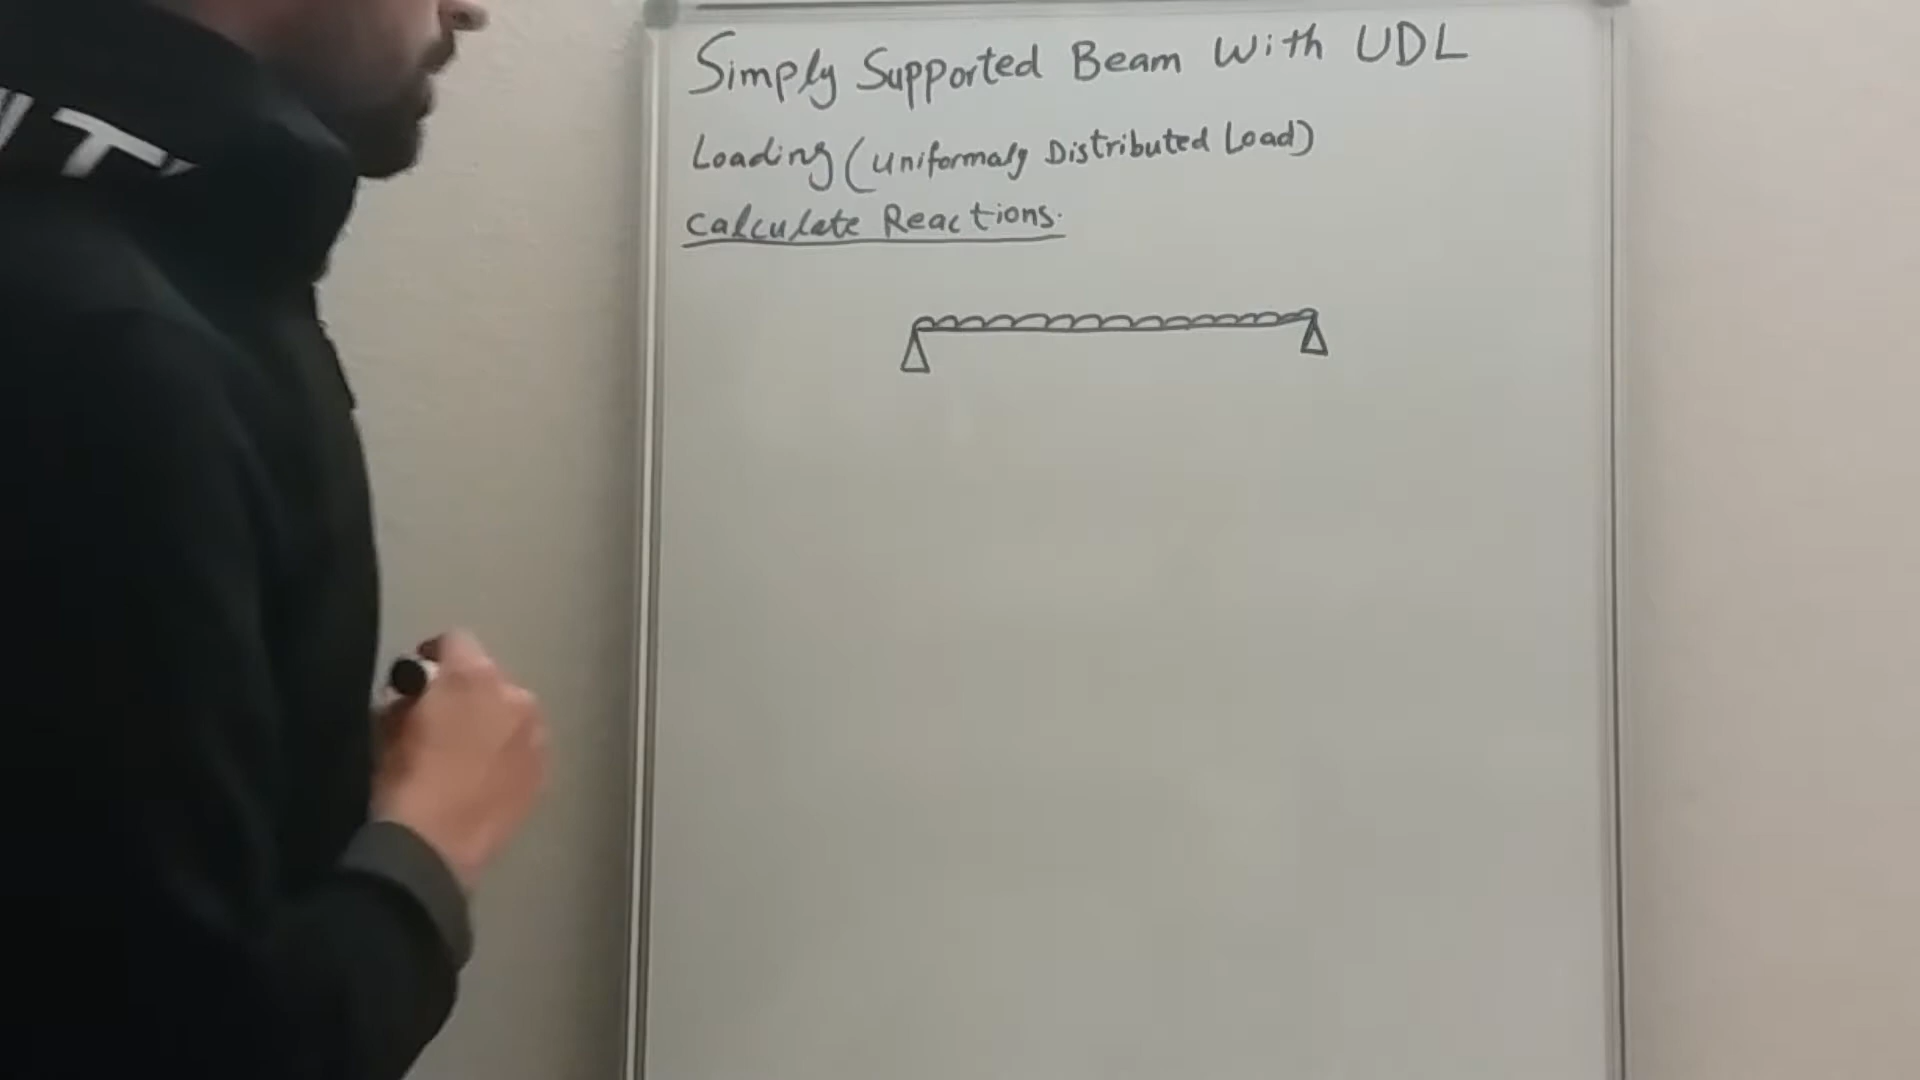 Simply Supported Beam With UDL
Loading (Uniformaly Distributed Load)
Calculate Reactions.